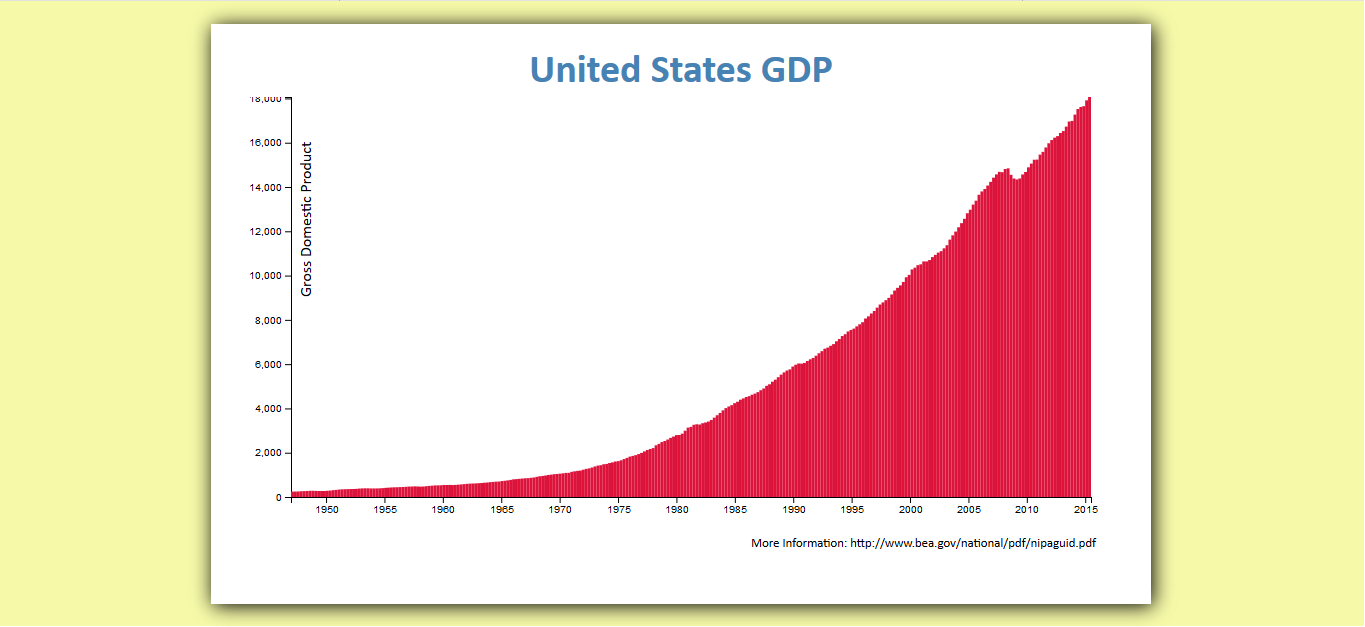 United States GDP
18,000
16,000
14,000
12,000
10,000
8,000
6,000
4,000
2,000
0
Gross Domestic Product
1950 1955 1960 1965 1970 1975 1980 1985 1990 1995 2000 2005 2010 2015
More Information: http://www.bea.gov/national/pdf/nipaguid.pdf